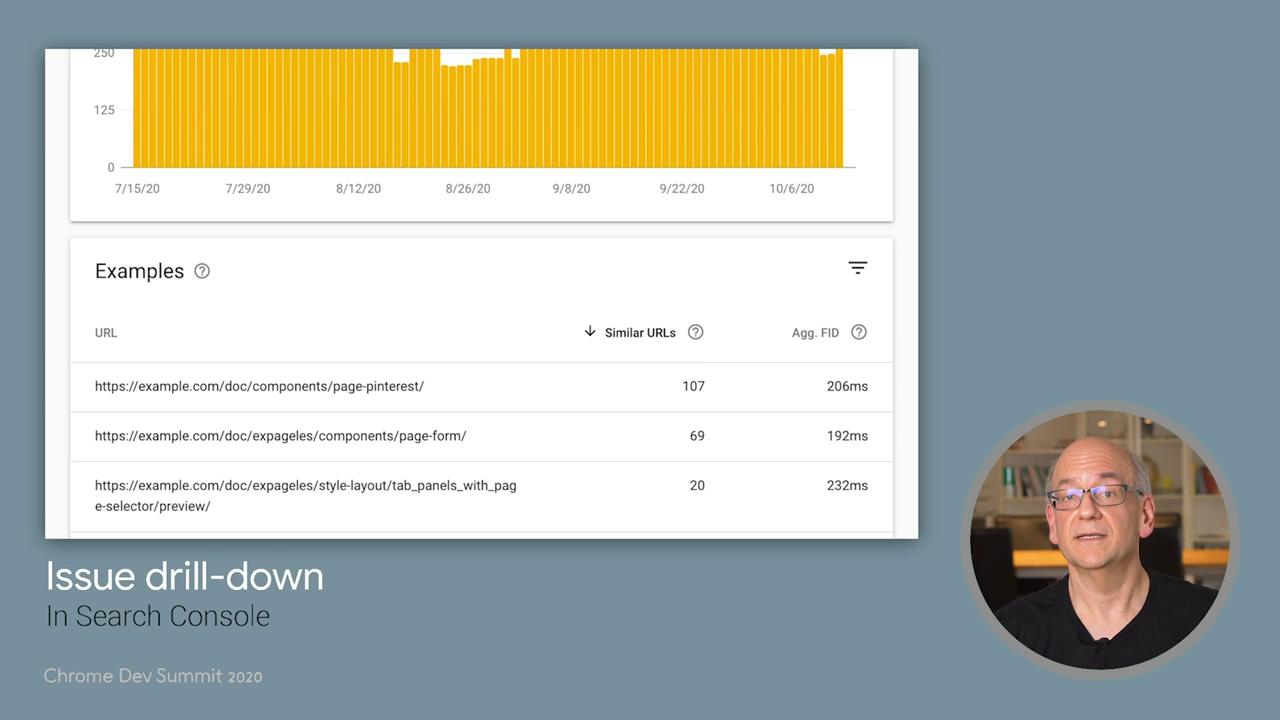 250
125
0
7/15/20 7/29/20 8/12/20 8/26/20 9/8/20 9/22/20 10/6/20
Examples
URL Similar URLs Agg. FID
https://example.com/doc/components/page-pinterest/ 107 206ms
https://example.com/doc/expageles/components/page-form/ 69 192ms
https://example.com/doc/expageles/style-layout/tab_panels_with_pag 20 232ms
e-selector/preview/
Issue drill-down
In Search Console
Chrome Dev Summit 2020